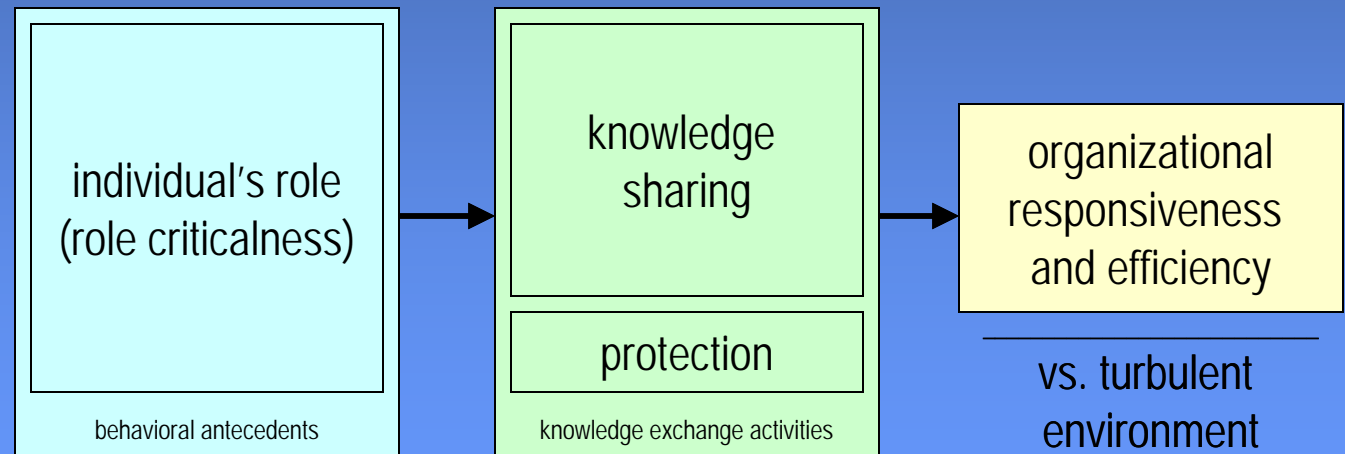 individual's role
(role criticalness)
behavioral antecedents
knowledge
sharing
protection
knowledge exchange activities
organizational
responsiveness
and efficiency
vs. turbulent
environment